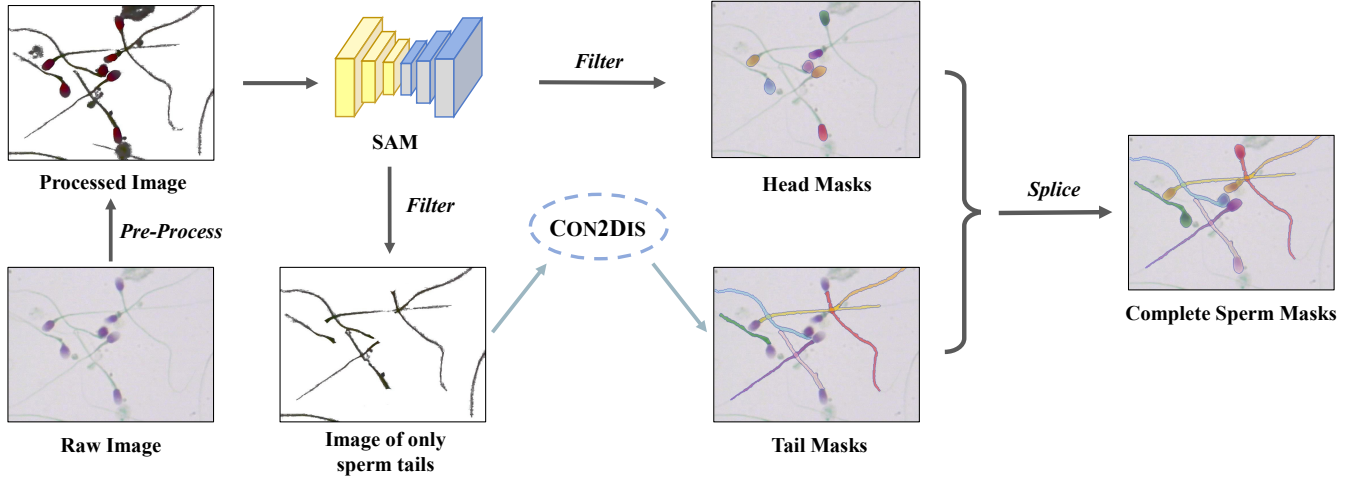 SAM
Filter
Processed Image
Head Masks
Filter
Pre-Process
CON2DIS
Splice
Complete Sperm Masks
Raw Image
Image of only
sperm tails
Tail Masks